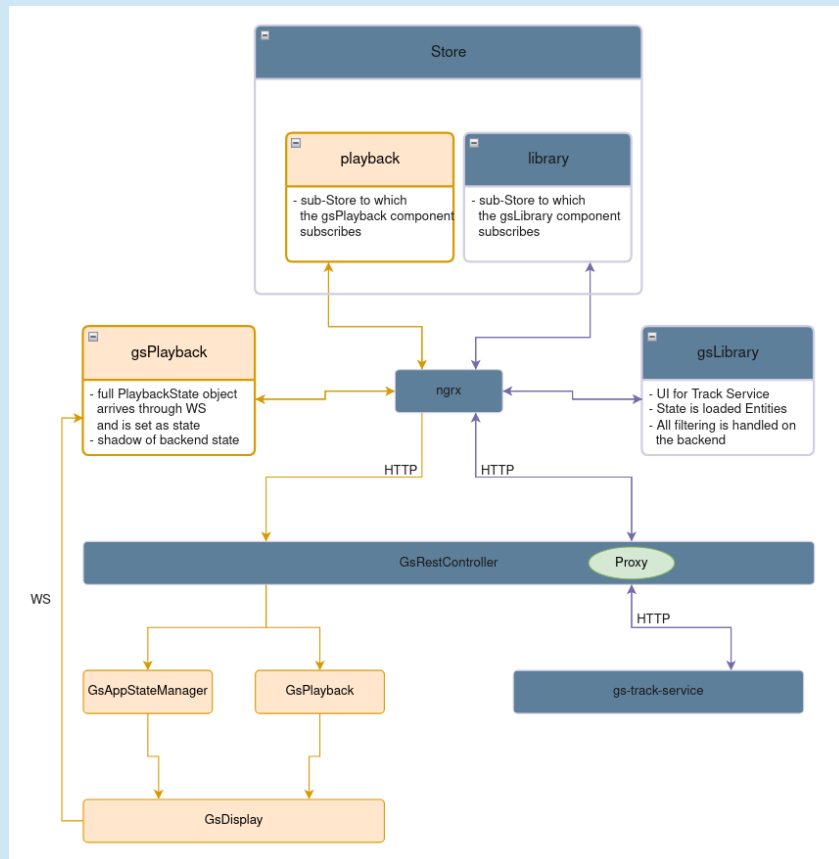 Store
playback
- sub-Store to which
the gsPlayback component
subscribes
library
- sub-Store to which
the gsLibrary component
subscribes
gsPlayback
- full PlaybackState object
arrives through WS
and is set as state
- shadow of backend state
ngrx
gsLibrary
- UI for Track Service
- State is loaded Entities
- All filtering is handled on
the backend
HTTP
HTTP
GsRestController
Proxy
WS
HTTP
GsAppStateManager
GsPlayback
gs-track-service
GsDisplay